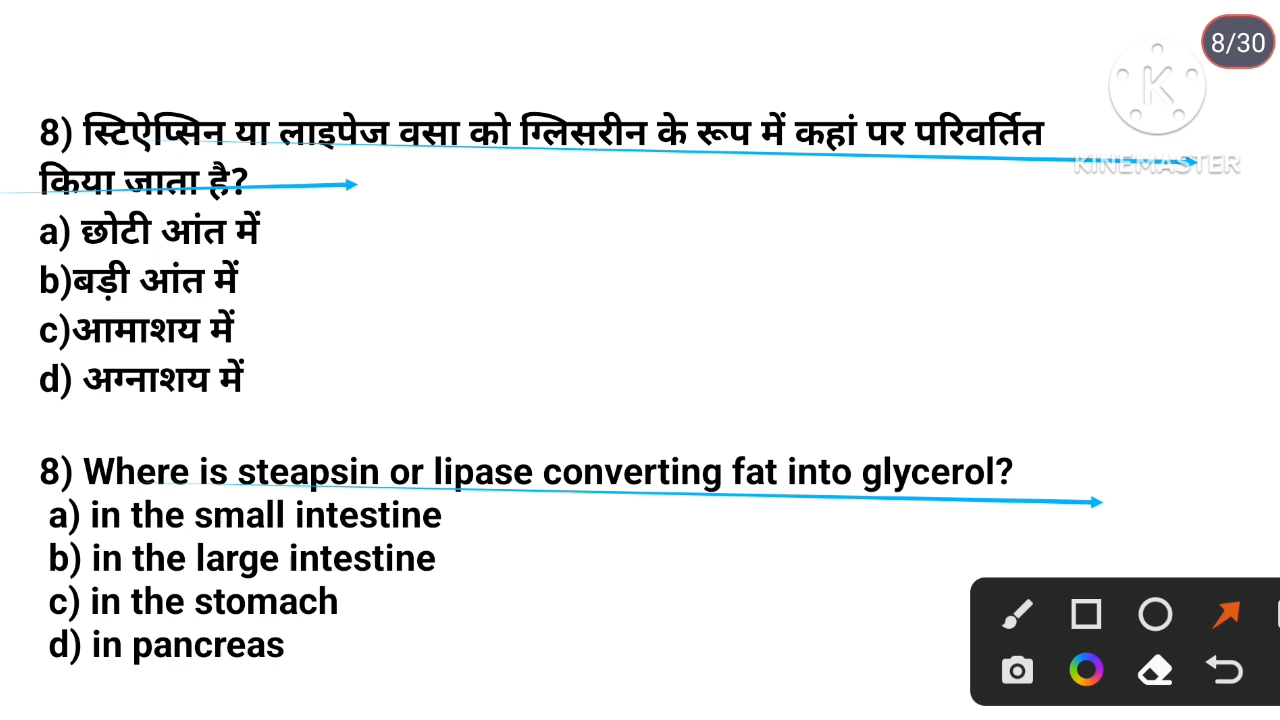 8/30
KINEMASTER
8) स्टिऐप्सिन या लाइपेज वसा को ग्लिसरीन के रूप में कहां पर परिवर्तित
किया जाता है?
a) छोटी आंत में
b)बड़ी आंत में
c)आमाशय में
d) अग्नाशय में
8) Where is steapsin or lipase converting fat into glycerol?
a) in the small intestine
b) in the large intestine
c) in the stomach
d) in pancreas